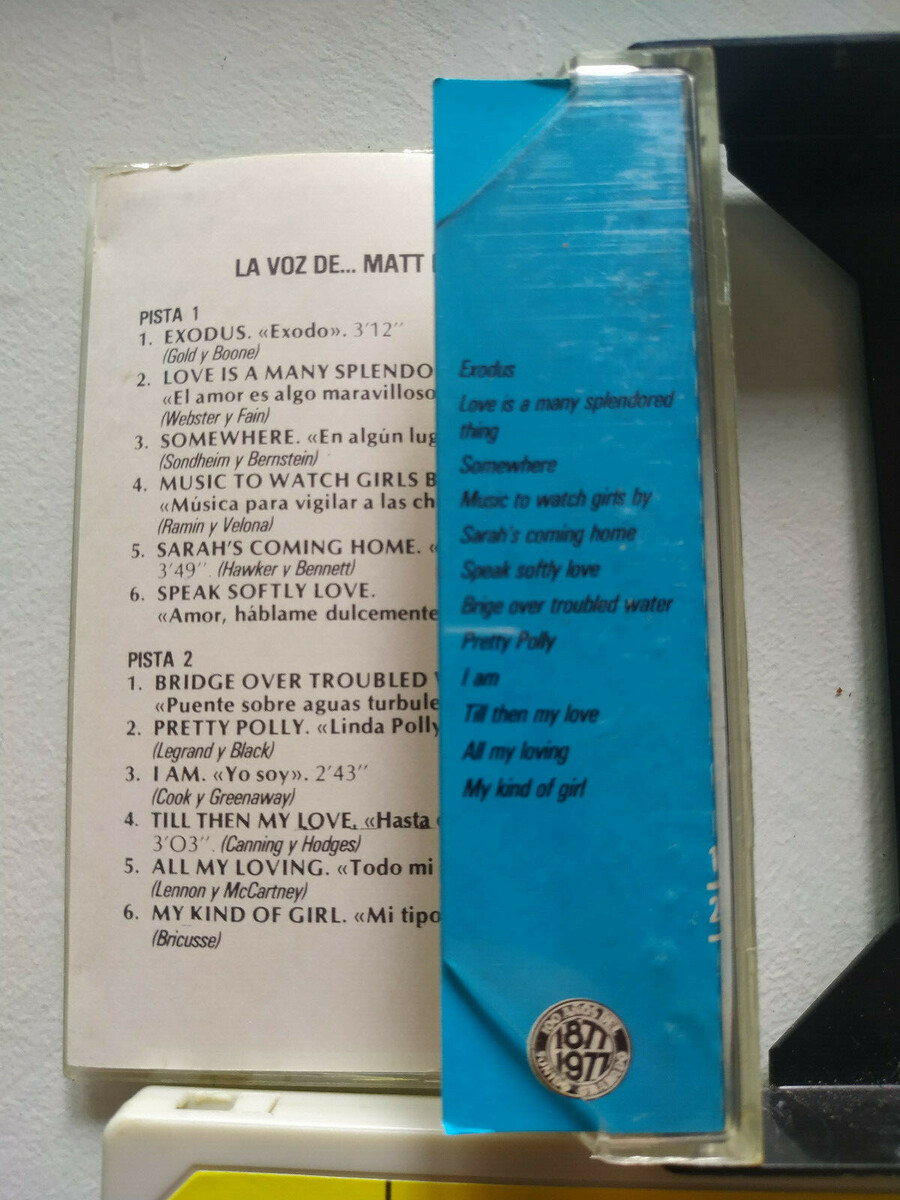 LA VOZ DE... MATT
PISTA 1
1. EXODUS. «Exodo». 3'12''
(Gold y Boone)
2. LOVE IS A MANY SPLENDO
«El amor es algo maravilloso
(Webster y Fain)
3. SOMEWHERE. «En algún lug
(Sondheim y Bernstein)
4. MUSIC TO WATCH GIRLS B
«Música para vigilar a las ch
(Ramin y Velona)
5. SARAH'S COMING HOME. «
3'49''. (Hawker y Bennett)
6. SPEAK SOFTLY LOVE.
«Amor, háblame dulcemente
PISTA 2
1. BRIDGE OVER TROUBLED
«Puente sobre aguas turbule
2. PRETTY POLLY. «Linda Polly
(Legrand y Black)
3. I AM. «Yo soy». 2'43''
(Cook y Greenaway)
4. TILL THEN MY LOVE. «Hasta
3'03''. (Canning y Hodges)
5. ALL MY LOVING. «Todo mi
(Lennon y McCartney)
6. MY KIND OF GIRL. «Mi tipo
(Bricusse)
Exodus
Love is a many splendored
thing
Somewhere
Music to watch girls by
Sarah's coming home
Speak softly love
Brige over troubled water
Pretty Polly
I am
Till then my love
All my loving
My kind of girl
100 AÑOS DEL
1877
1977
SONIDO